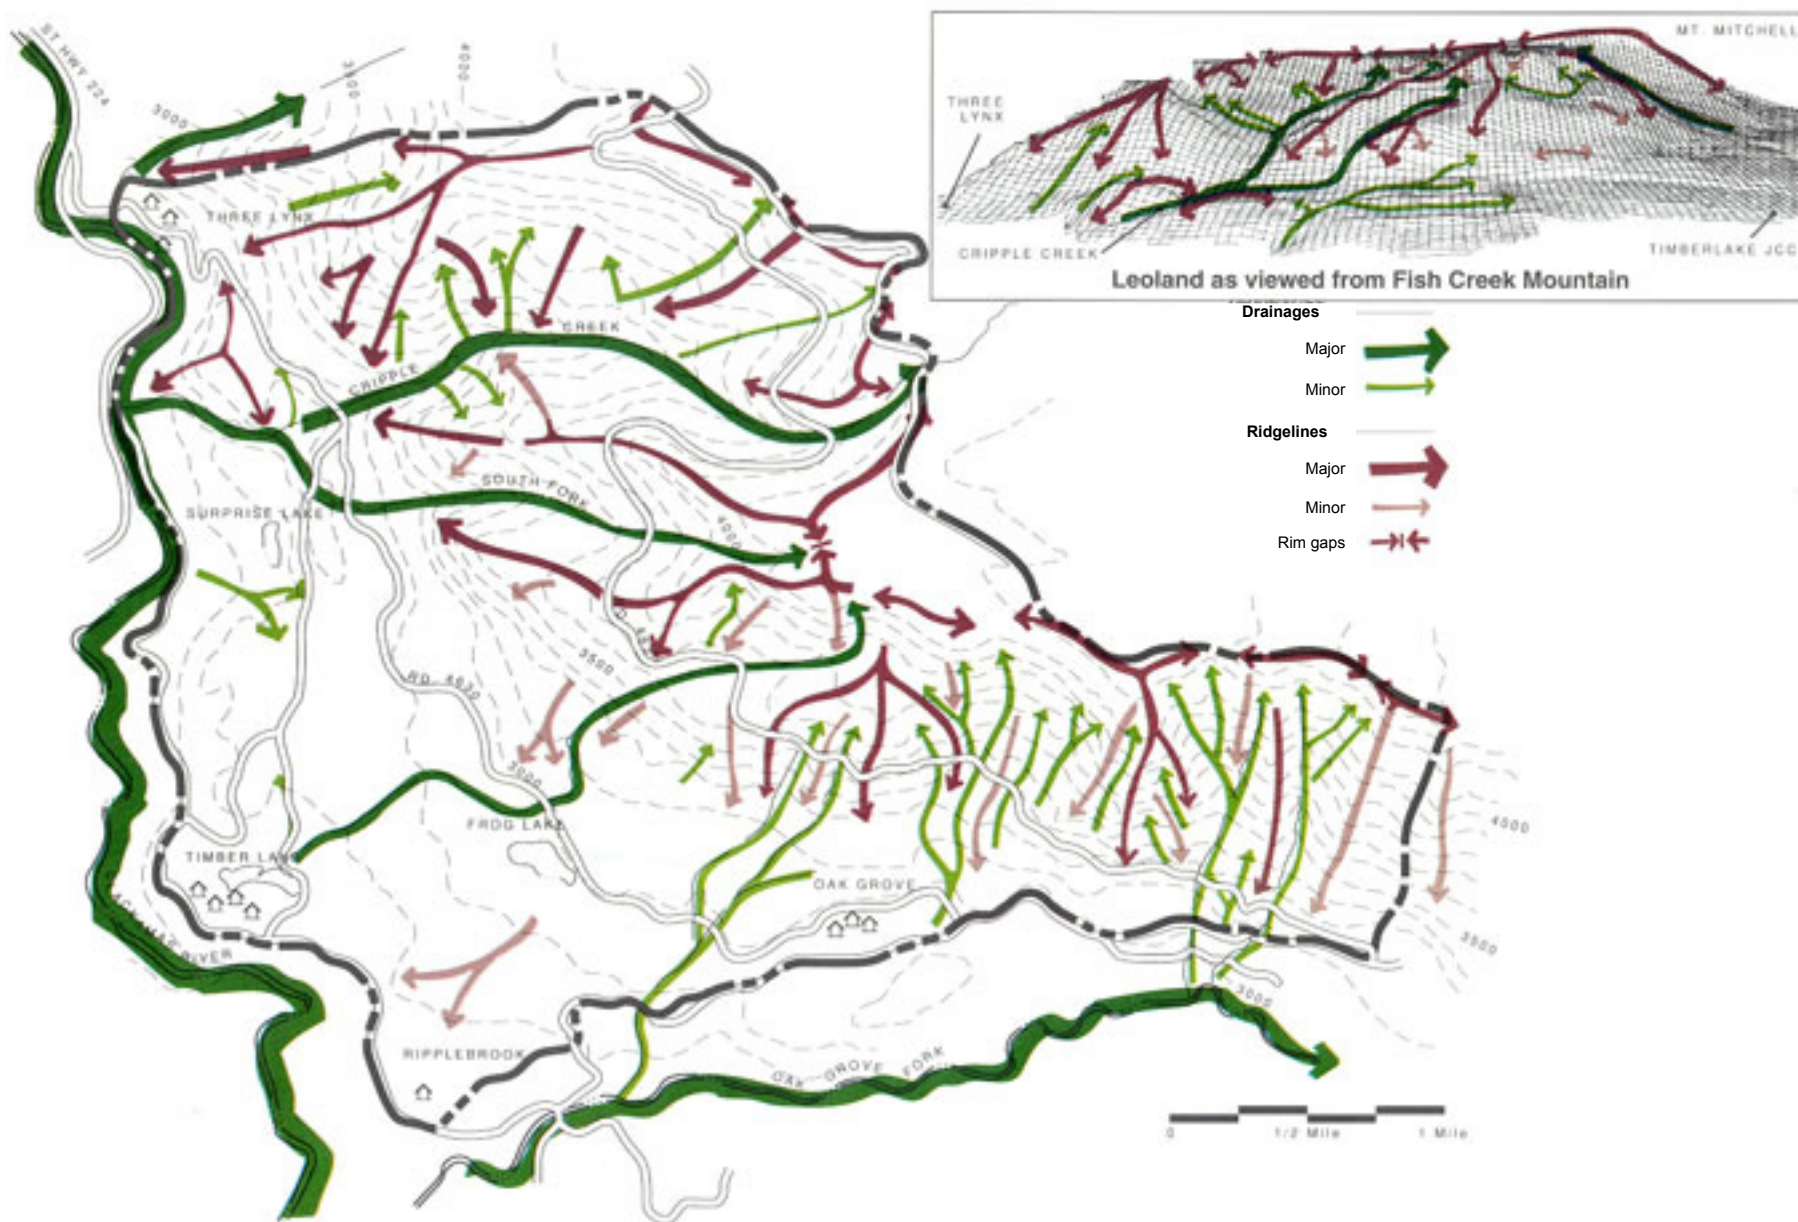 ST HWY 224
3000
3800
4000
THREE LYNX
CRIPPLE
CREEK
SOUTH FORK
4000
SURPRISE LAKE
3500
RD. 4630
3000
FROG LAKE
TIMBER LAKE
OAK GROVE
RIVER
RIPPLEBROOK
OAK GROVE FORK
3000
3500
4000
0 1/2 Mile 1 Mile
MT. MITCHELL
THREE
LYNX
CRIPPLE CREEK
TIMBERLAKE JCC
Leoland as viewed from Fish Creek Mountain
Drainages
Major
Minor
Ridgelines
Major
Minor
Rim gaps